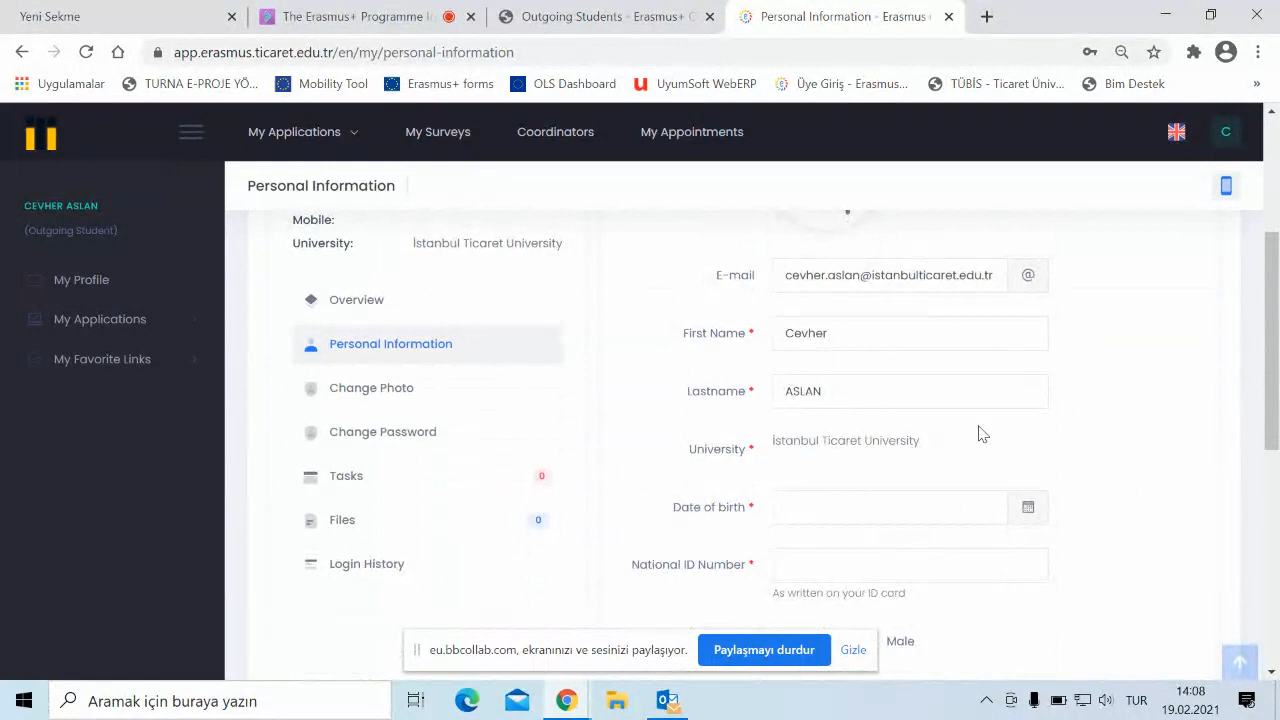 Yeni Sekme
The Erasmus+ Programme in
Outgoing Students - Erasmus+ C
Personal Information - Erasmus+
app.erasmus.ticaret.edu.tr/en/my/personal-information
Uygulamalar
TURNA E-PROJE YÖ...
Mobility Tool
Erasmus+ forms
OLS Dashboard
UyumSoft WebERP
Üye Giriş - Erasmus...
TÜBİS - Ticaret Üniv...
Bim Destek
»
My Applications
My Surveys
Coordinators
My Appointments
C
CEVHER ASLAN
(Outgoing Student)
My Profile
My Applications
My Favorite Links
Personal Information
Mobile:
University: İstanbul Ticaret University
Overview
Personal Information
Change Photo
Change Password
Tasks 0
Files 0
Login History
E-mail cevher.aslan@istanbulticaret.edu.tr @
First Name * Cevher
Lastname * ASLAN
University * İstanbul Ticaret University
Date of birth *
National ID Number *
As written on your ID card
Male
eu.bbcollab.com, ekranınızı ve sesinizi paylaşıyor.
Paylaşmayı durdur
Gizle
Aramak için buraya yazın
TUR
14:08
19.02.2021